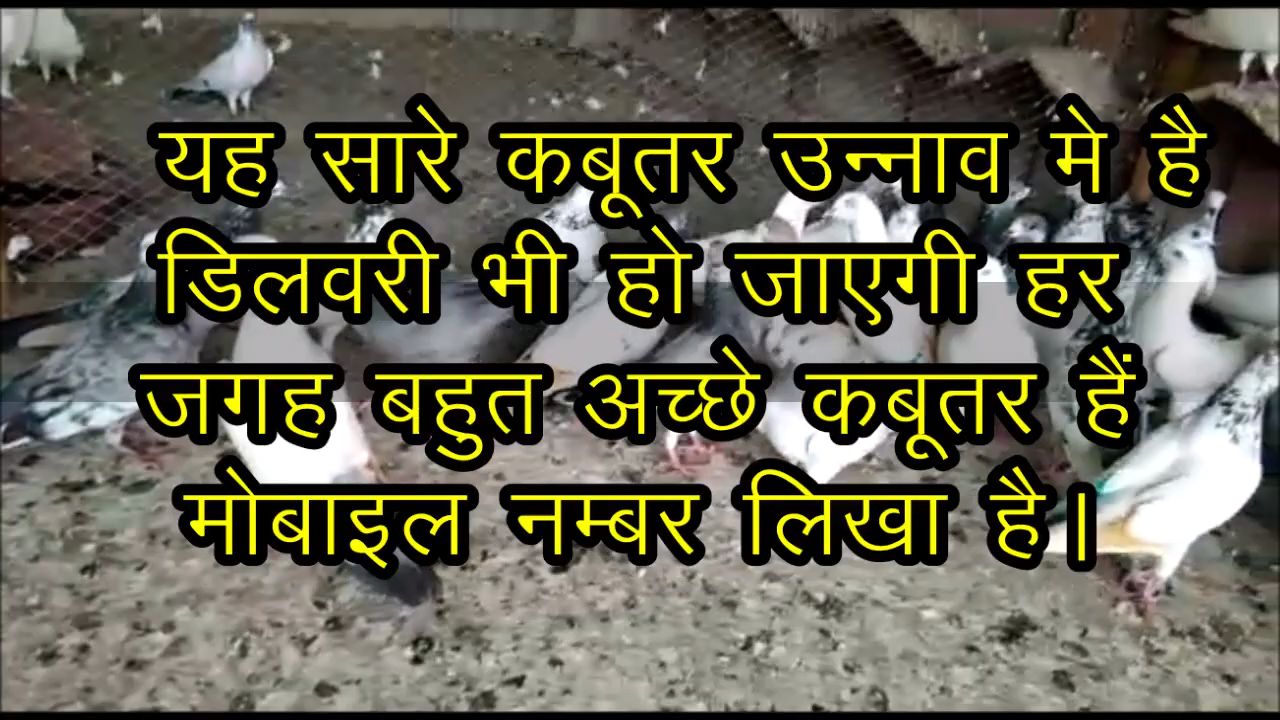 यह सारे कबूतर उन्नाव मे है
डिलवरी भी हो जाएगी हर
जगह बहुत अच्छे कबूतर हैं
मोबाइल नम्बर लिखा है।